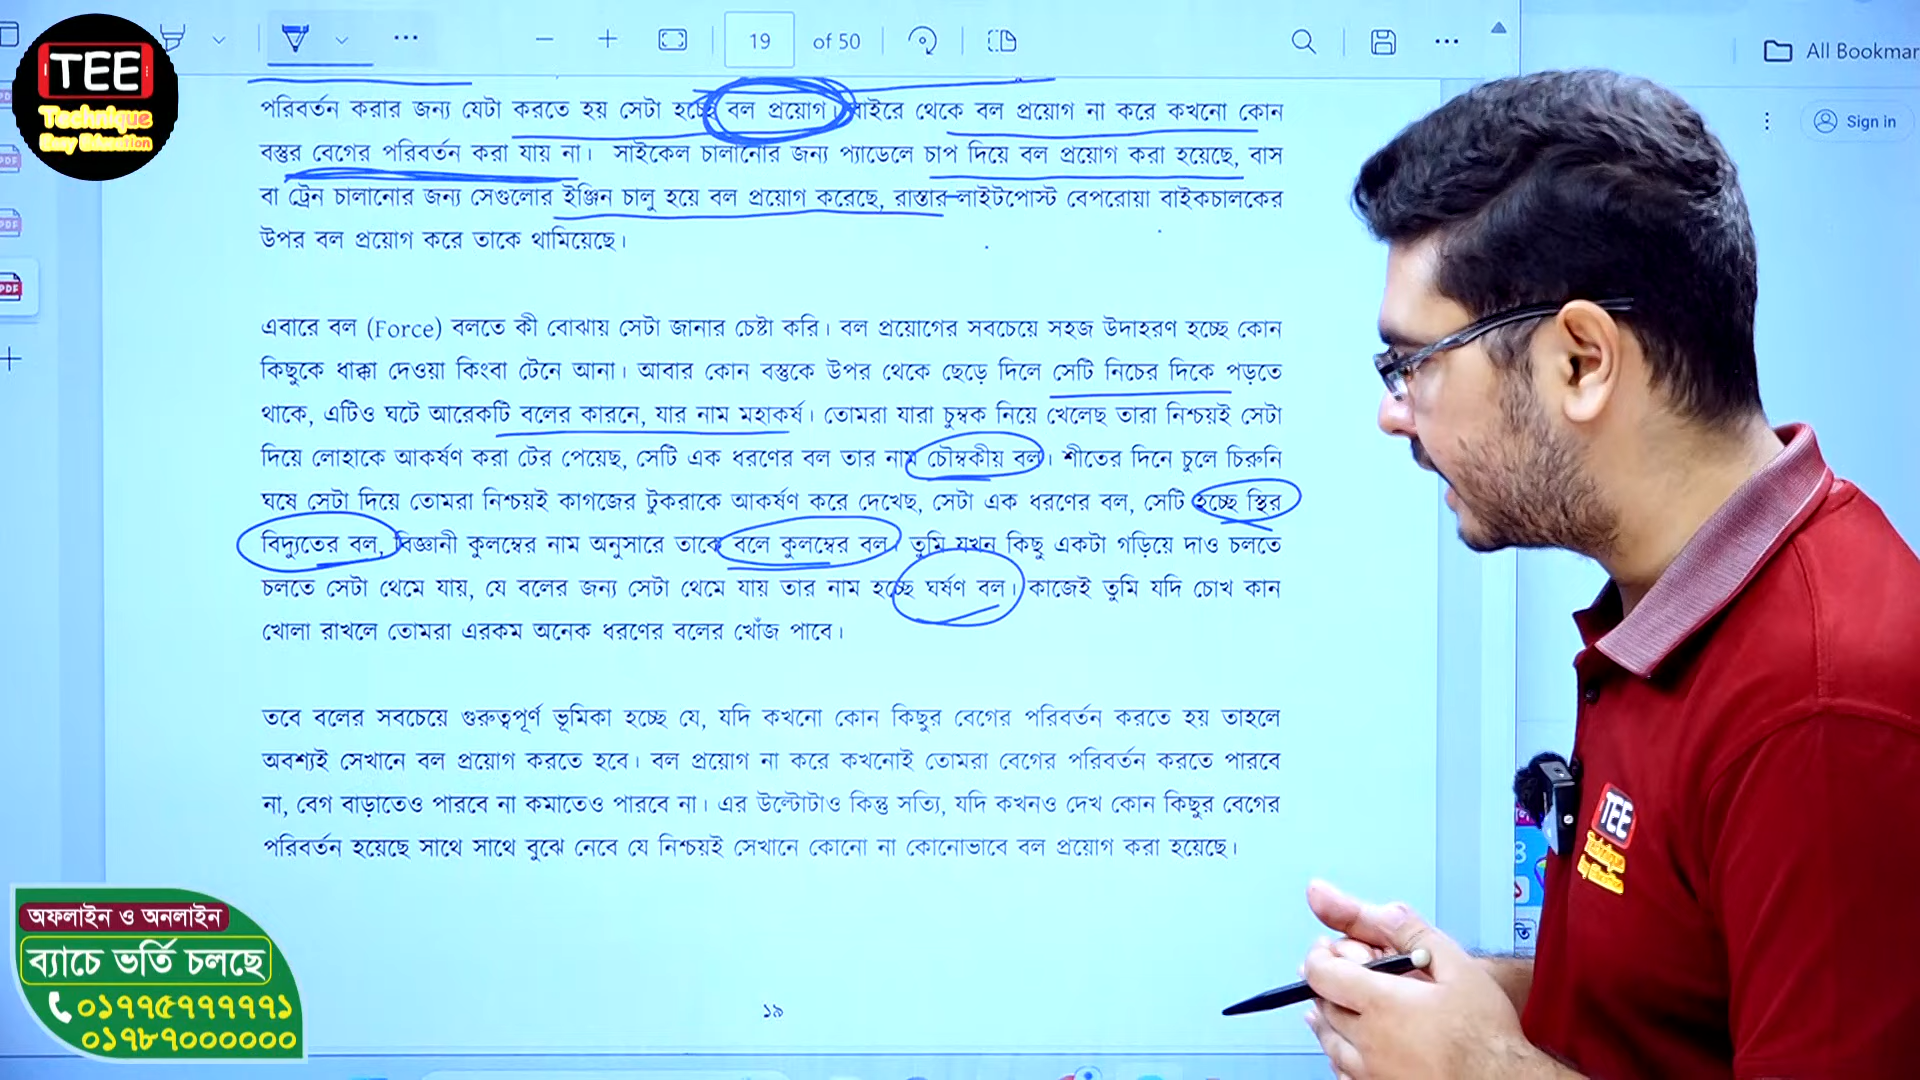 TEE
Technique
Easy Education
19 of 50
All Bookmar
Sign in
পরিবর্তন করার জন্য যেটা করতে হয় সেটা হচ্ছে বল প্রয়োগ। বাইরে থেকে বল প্রয়োগ না করে কখনো কোন
বস্তুর বেগের পরিবর্তন করা যায় না। সাইকেল চালানোর জন্য প্যাডেলে চাপ দিয়ে বল প্রয়োগ করা হয়েছে, বাস
বা ট্রেন চালানোর জন্য সেগুলোর ইঞ্জিন চালু হয়ে বল প্রয়োগ করেছে, রাস্তার লাইটপোস্ট বেপরোয়া বাইকচালকের
উপর বল প্রয়োগ করে তাকে থামিয়েছে।
এবারে বল (Force) বলতে কী বোঝায় সেটা জানার চেষ্টা করি। বল প্রয়োগের সবচেয়ে সহজ উদাহরণ হচ্ছে কোন
কিছুকে ধাক্কা দেওয়া কিংবা টেনে আনা। আবার কোন বস্তুকে উপর থেকে ছেড়ে দিলে সেটি নিচের দিকে পড়তে
থাকে, এটিও ঘটে আরেকটি বলের কারনে, যার নাম মহাকর্ষ। তোমরা যারা চুম্বক নিয়ে খেলেছ তারা নিশ্চয়ই সেটা
দিয়ে লোহাকে আকর্ষণ করা টের পেয়েছ, সেটি এক ধরণের বল তার নাম চৌম্বকীয় বল। শীতের দিনে চুলে চিরুনি
ঘষে সেটা দিয়ে তোমরা নিশ্চয়ই কাগজের টুকরাকে আকর্ষণ করে দেখেছ, সেটা এক ধরণের বল, সেটি হচ্ছে স্থির
বিদ্যুতের বল, বিজ্ঞানী কুলম্বের নাম অনুসারে তাকে বলে কুলম্বের বল। তুমি যখন কিছু একটা গড়িয়ে দাও চলতে
চলতে সেটা থেমে যায়, যে বলের জন্য সেটা থেমে যায় তার নাম হচ্ছে ঘর্ষণ বল। কাজেই তুমি যদি চোখ কান
খোলা রাখলে তোমরা এরকম অনেক ধরণের বলের খোঁজ পাবে।
তবে বলের সবচেয়ে গুরুত্বপূর্ণ ভূমিকা হচ্ছে যে, যদি কখনো কোন কিছুর বেগের পরিবর্তন করতে হয় তাহলে
অবশ্যই সেখানে বল প্রয়োগ করতে হবে। বল প্রয়োগ না করে কখনোই তোমরা বেগের পরিবর্তন করতে পারবে
না, বেগ বাড়াতেও পারবে না কমাতেও পারবে না। এর উল্টোটাও কিন্তু সত্যি, যদি কখনও দেখ কোন কিছুর বেগের
পরিবর্তন হয়েছে সাথে সাথে বুঝে নেবে যে নিশ্চয়ই সেখানে কোনো না কোনোভাবে বল প্রয়োগ করা হয়েছে।
১৯
TEE
Technique
Easy Education
অফলাইন ও অনলাইন
ব্যাচে ভর্তি চলছে
০১৭৭৫৭৭৭৭৭১
০১৭৮৭০০০০০০